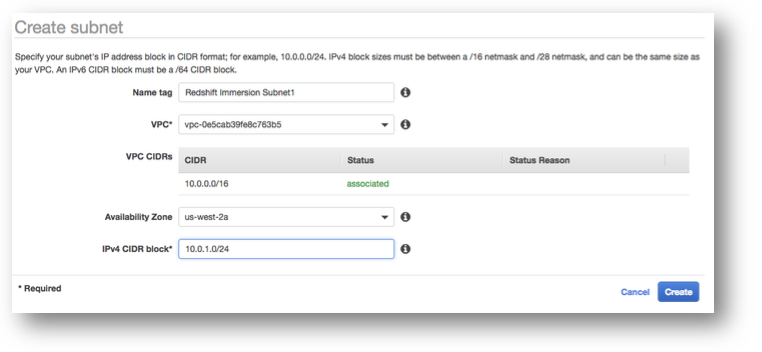 Create subnet
Specify your subnet's IP address block in CIDR format; for example, 10.0.0.0/24. IPv4 block sizes must be between a /16 netmask and /28 netmask, and can be the same size as
your VPC. An IPv6 CIDR block must be a /64 CIDR block.
Name tag Redshift Immersion Subnet1
VPC* vpc-0e5cab39fe8c763b5
VPC CIDRs CIDR Status Status Reason
10.0.0.0/16 associated
Availability Zone us-west-2a
IPv4 CIDR block* 10.0.1.0/24
* Required
Cancel Create